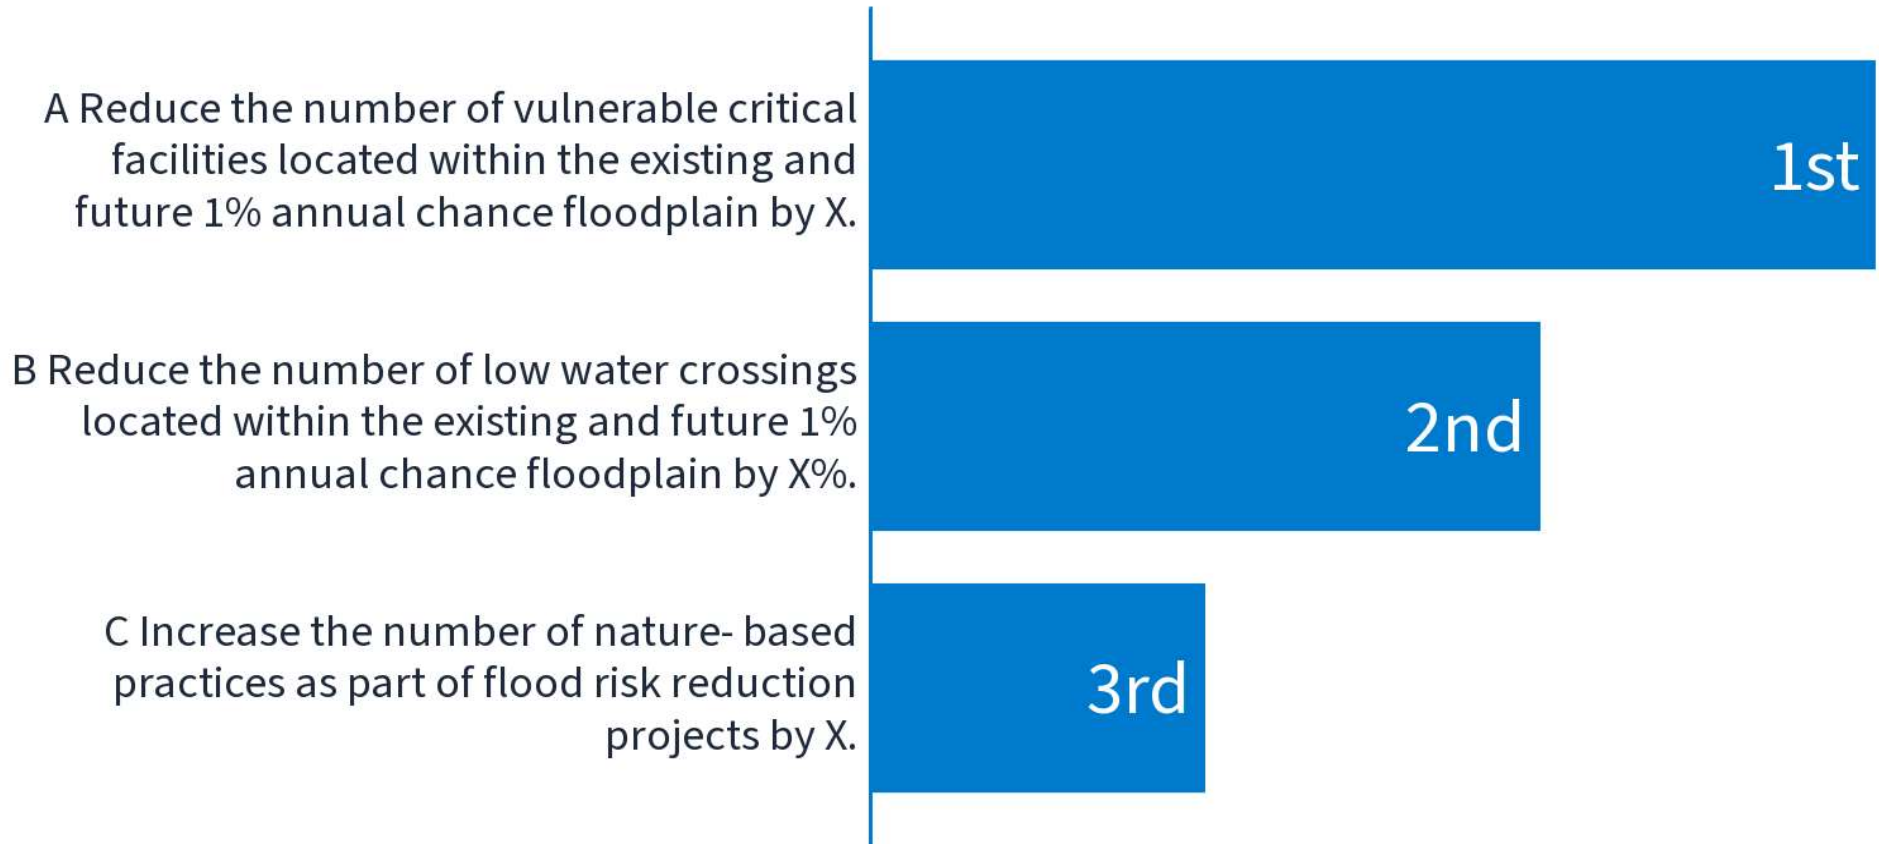 A Reduce the number of vulnerable critical
facilities located within the existing and
future 1% annual chance floodplain by X.
1st
B Reduce the number of low water crossings
located within the existing and future 1%
annual chance floodplain by X%.
2nd
C Increase the number of nature- based
practices as part of flood risk reduction
projects by X.
3rd